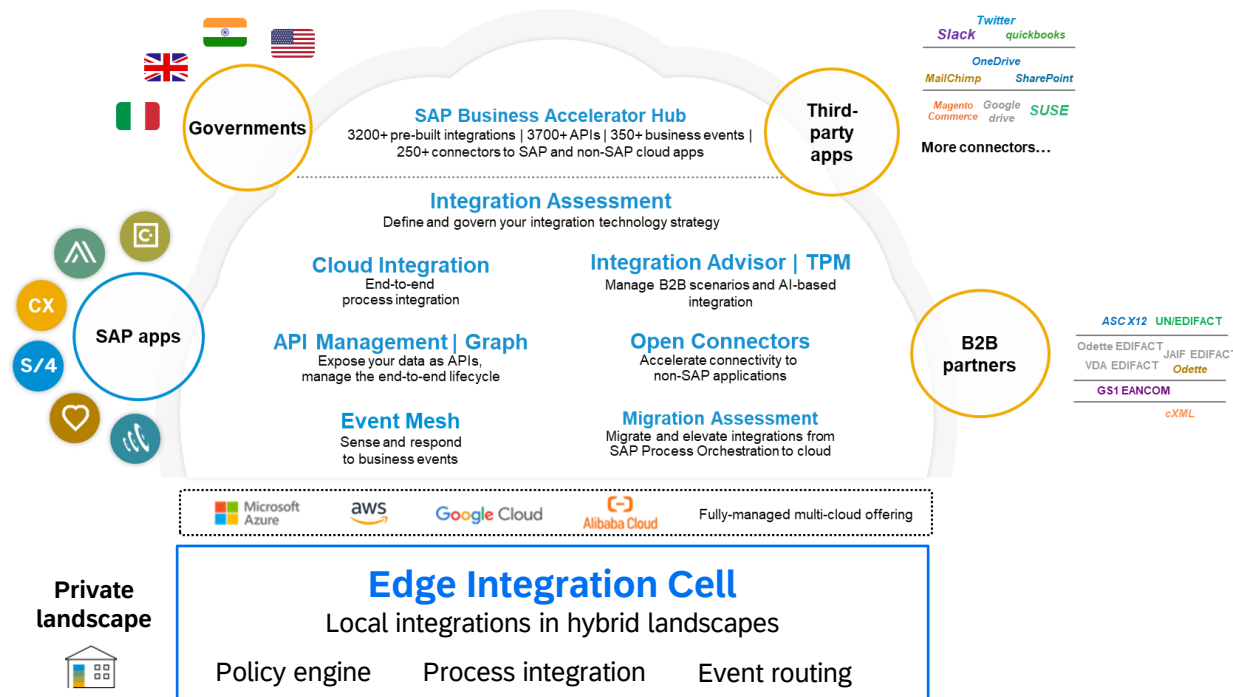 Twitter
Slack
quickbooks
OneDrive
MailChimp
SharePoint
Magento
Commerce
Google
drive
SUSE
More connectors...
Governments
Third-
party
apps
SAP Business Accelerator Hub
3200+ pre-built integrations | 3700+ APIs | 350+ business events |
250+ connectors to SAP and non-SAP cloud apps
Integration Assessment
Define and govern your integration technology strategy
Cloud Integration
End-to-end
process integration
Integration Advisor | TPM
Manage B2B scenarios and AI-based
integration
CX
S/4
SAP apps
API Management | Graph
Expose your data as APIs,
manage the end-to-end lifecycle
Open Connectors
Accelerate connectivity to
non-SAP applications
B2B
partners
ASC X12
UN/EDIFACT
Odette EDIFACT
JAIF EDIFACT
VDA EDIFACT
Odette
GS1 EANCOM
cXML
Event Mesh
Sense and respond
to business events
Migration Assessment
Migrate and elevate integrations from
SAP Process Orchestration to cloud
Microsoft
Azure
aws
Google Cloud
Alibaba Cloud
Fully-managed multi-cloud offering
Private
landscape
Edge Integration Cell
Local integrations in hybrid landscapes
Policy engine
Process integration
Event routing